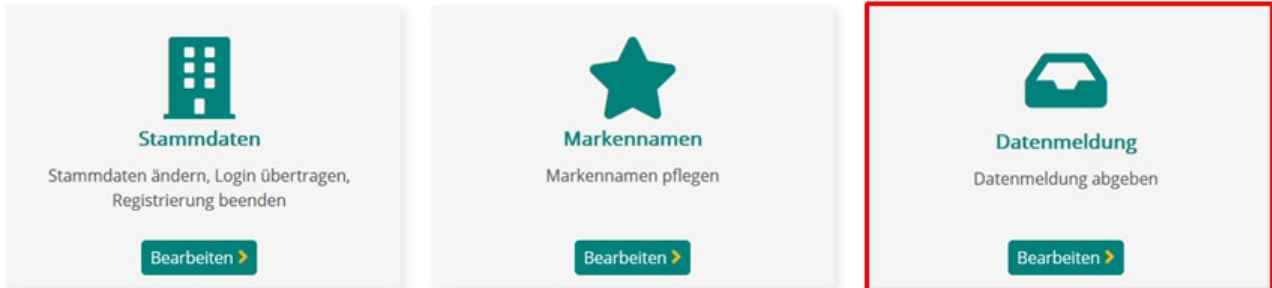 Stammdaten
Stammdaten ändern, Login übertragen,
Registrierung beenden
Bearbeiten
Markennamen
Markennamen pflegen
Bearbeiten
Datenmeldung
Datenmeldung abgeben
Bearbeiten